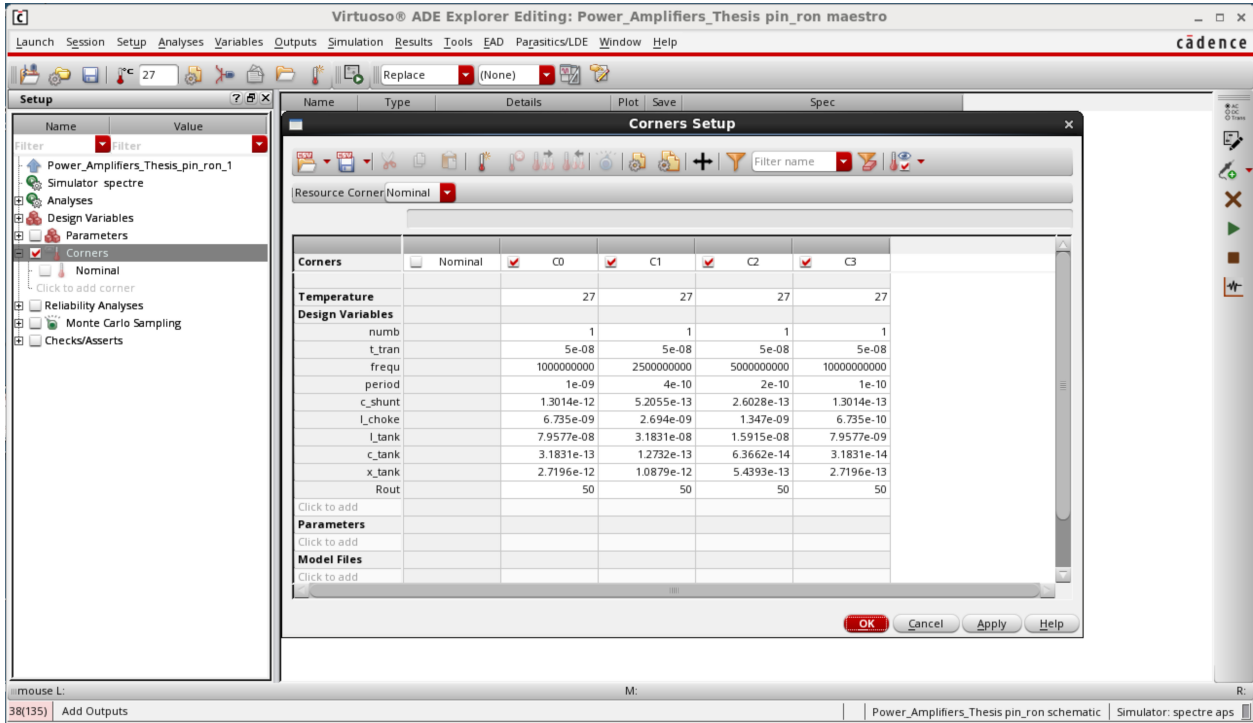 Virtuoso® ADE Explorer Editing: Power_Amplifiers_Thesis pin_ron maestro
Launch Session Setup Analyses Variables Outputs Simulation Results Tools EAD Parasitics/LDE Window Help
cādence
°C 27 Replace (None)
Setup
Name Value
Filter Filter
Power_Amplifiers_Thesis_pin_ron_1
Simulator spectre
Analyses
Design Variables
Parameters
Corners
Nominal
Click to add corner
Reliability Analyses
Monte Carlo Sampling
Checks/Asserts
Name Type Details Plot Save Spec
Corners Setup
Filter name
Resource Corner Nominal
Corners Nominal C0 C1 C2 C3
Temperature 27 27 27 27
Design Variables
numb 1 1 1 1
t_tran 5e-08 5e-08 5e-08 5e-08
frequ 1000000000 2500000000 5000000000 10000000000
period 1e-09 4e-10 2e-10 1e-10
c_shunt 1.3014e-12 5.2055e-13 2.6028e-13 1.3014e-13
l_choke 6.735e-09 2.694e-09 1.347e-09 6.735e-10
l_tank 7.9577e-08 3.1831e-08 1.5915e-08 7.9577e-09
c_tank 3.1831e-13 1.2732e-13 6.3662e-14 3.1831e-14
x_tank 2.7196e-12 1.0879e-12 5.4393e-13 2.7196e-13
Rout 50 50 50 50
Click to add
Parameters
Click to add
Model Files
Click to add
OK Cancel Apply Help
AC
DC
Trans
mouse L: M: R:
38(135) Add Outputs Power_Amplifiers_Thesis pin_ron schematic Simulator: spectre aps